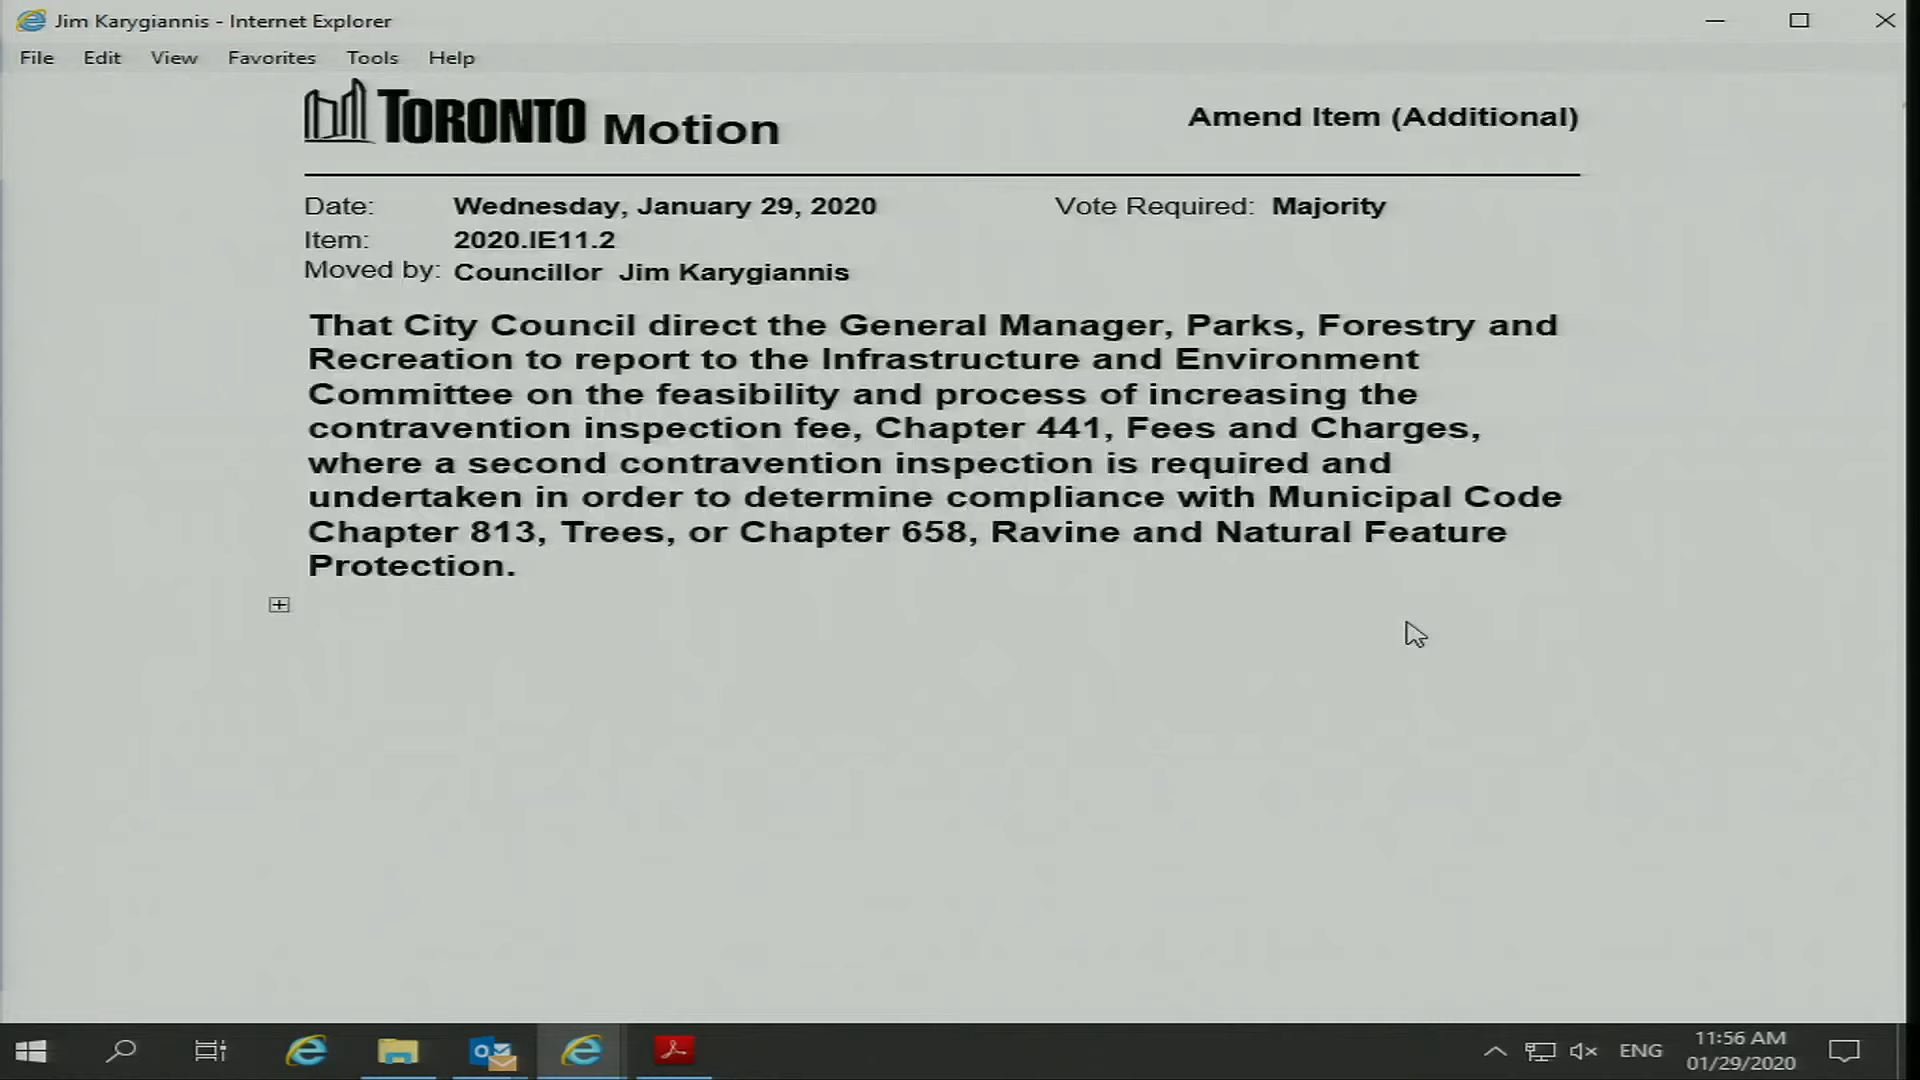 Jim Karygiannis - Internet Explorer
File Edit View Favorites Tools Help
TORONTO Motion
Amend Item (Additional)
Date: Wednesday, January 29, 2020 Vote Required: Majority
Item: 2020.IE11.2
Moved by: Councillor Jim Karygiannis
That City Council direct the General Manager, Parks, Forestry and
Recreation to report to the Infrastructure and Environment
Committee on the feasibility and process of increasing the
contravention inspection fee, Chapter 441, Fees and Charges,
where a second contravention inspection is required and
undertaken in order to determine compliance with Municipal Code
Chapter 813, Trees, or Chapter 658, Ravine and Natural Feature
Protection.
ENG
11:56 AM
01/29/2020